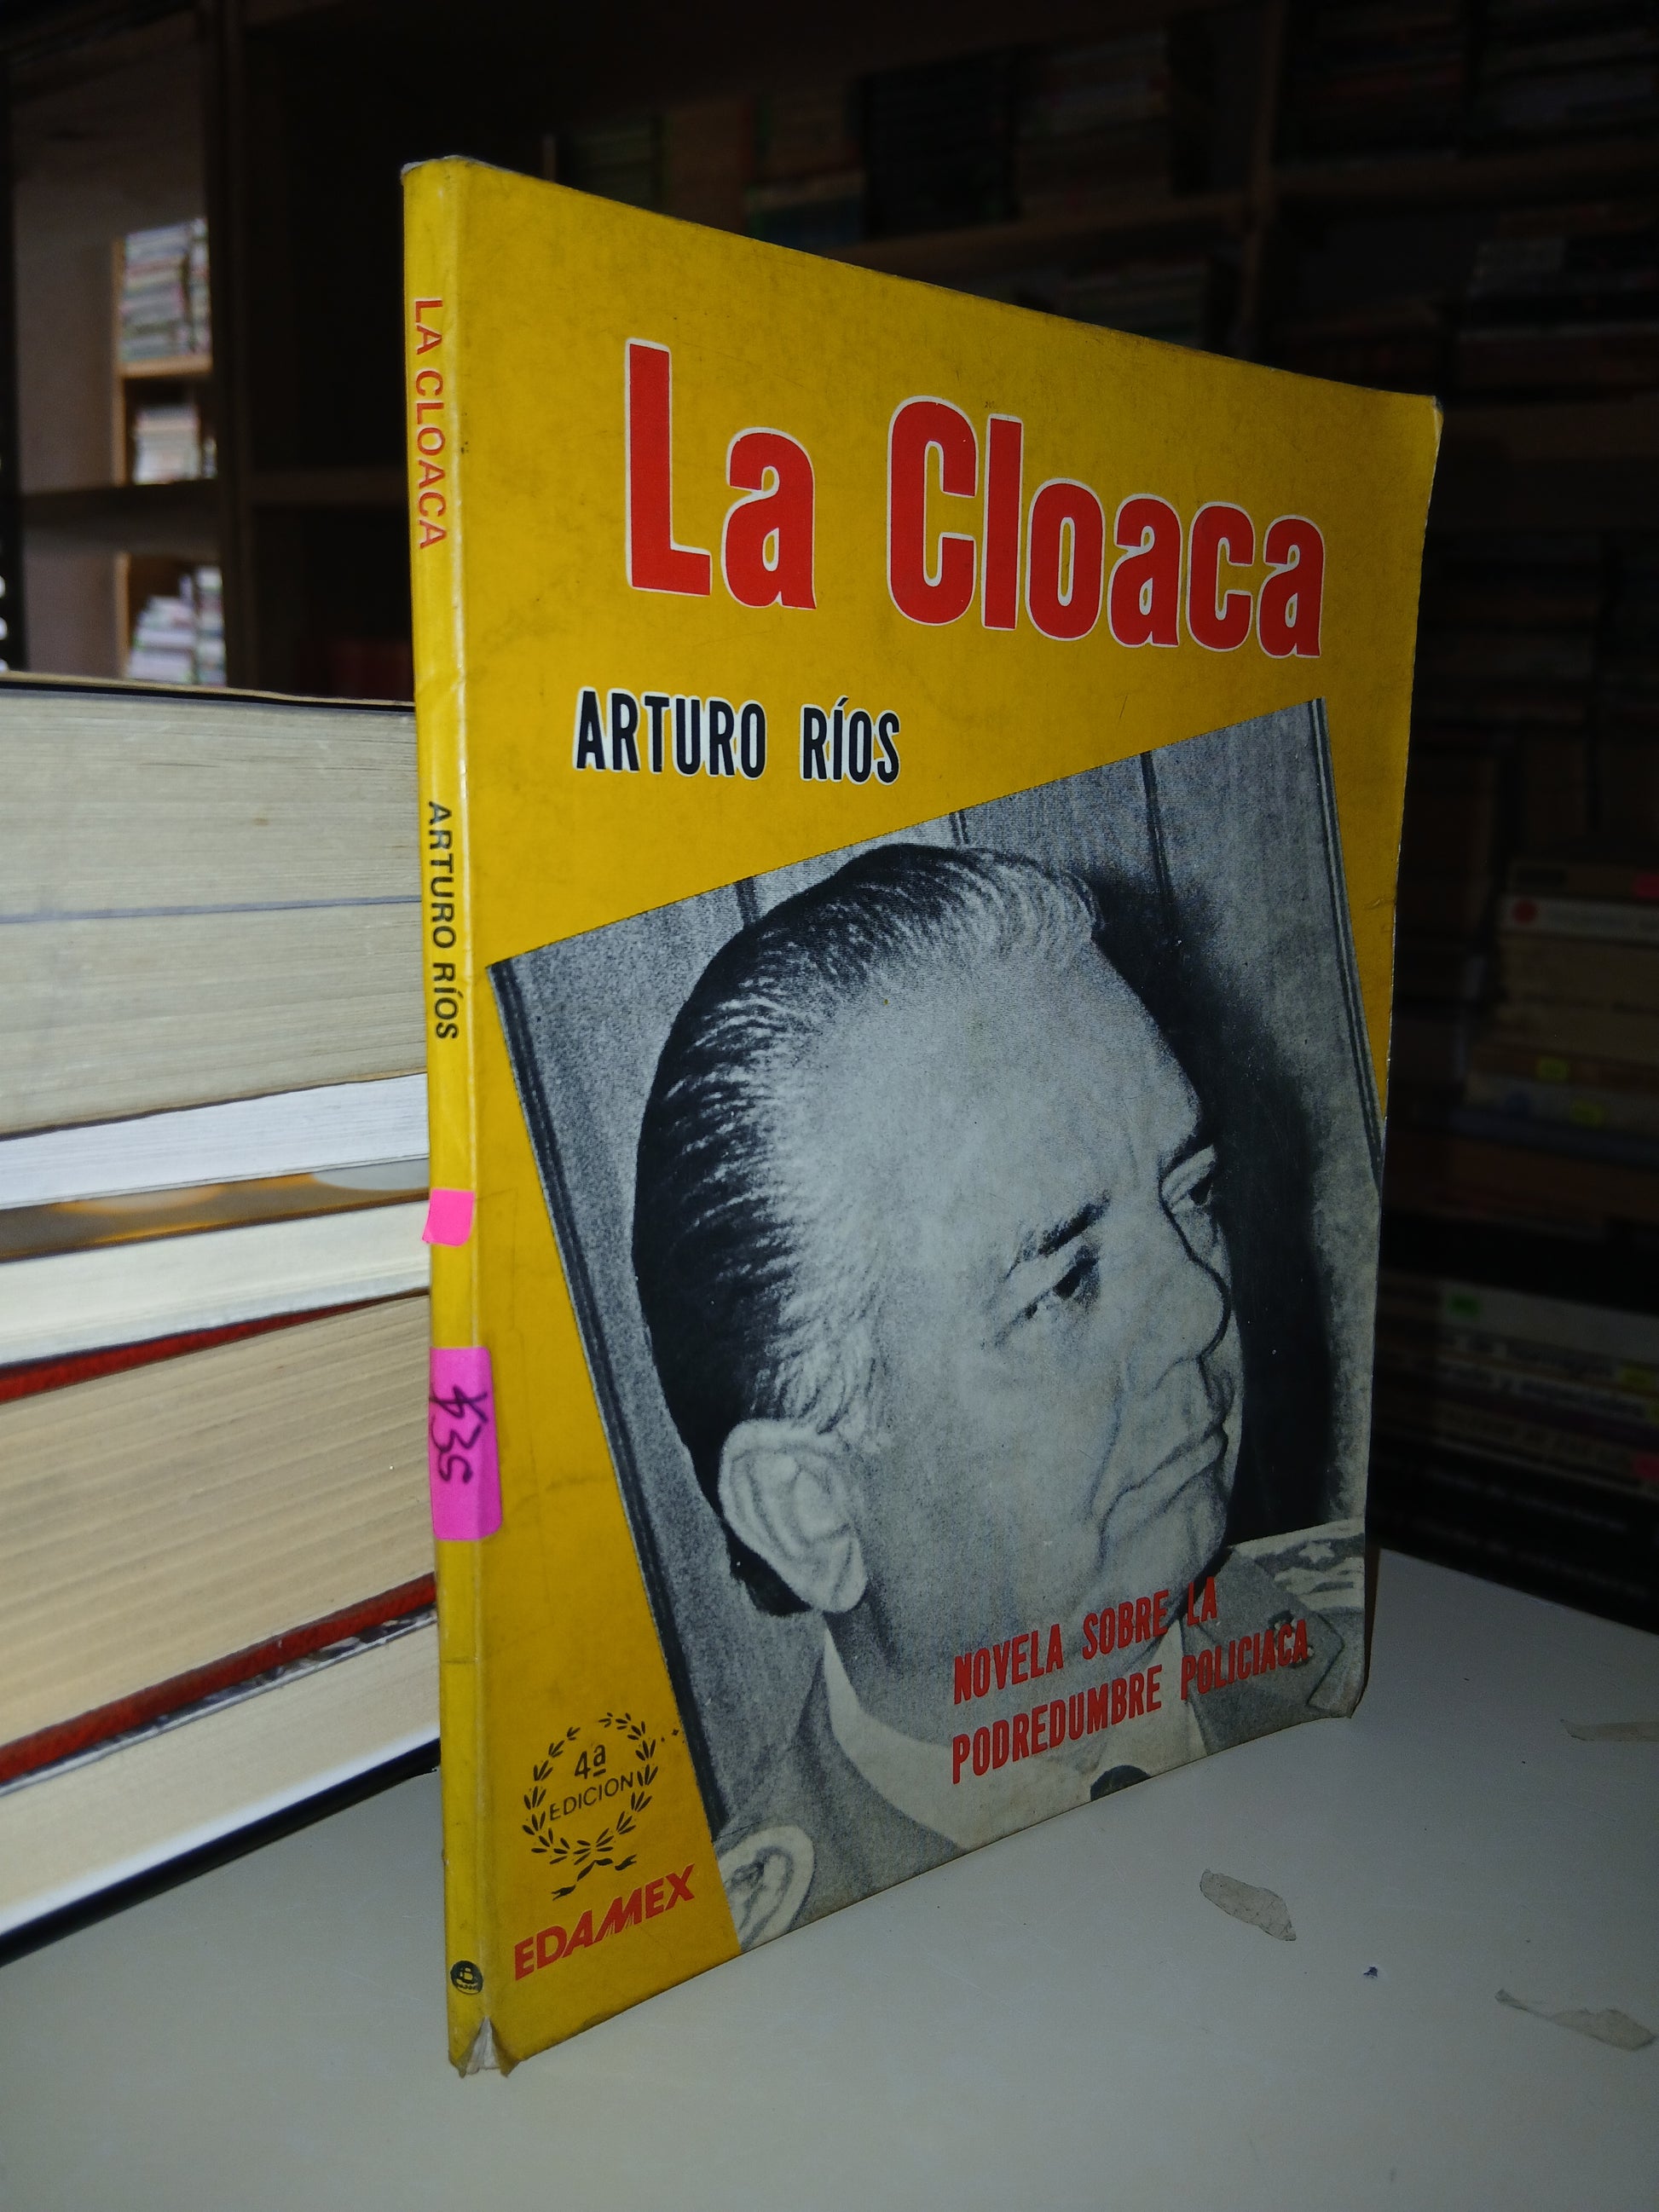 La Cloaca
ARTURO RÍOS
NOVELA SOBRE LA
PODREDUMBRE POLICIACA
4ª
EDICION
EDAMEX
LA CLOACA
ARTURO RÍOS
$35